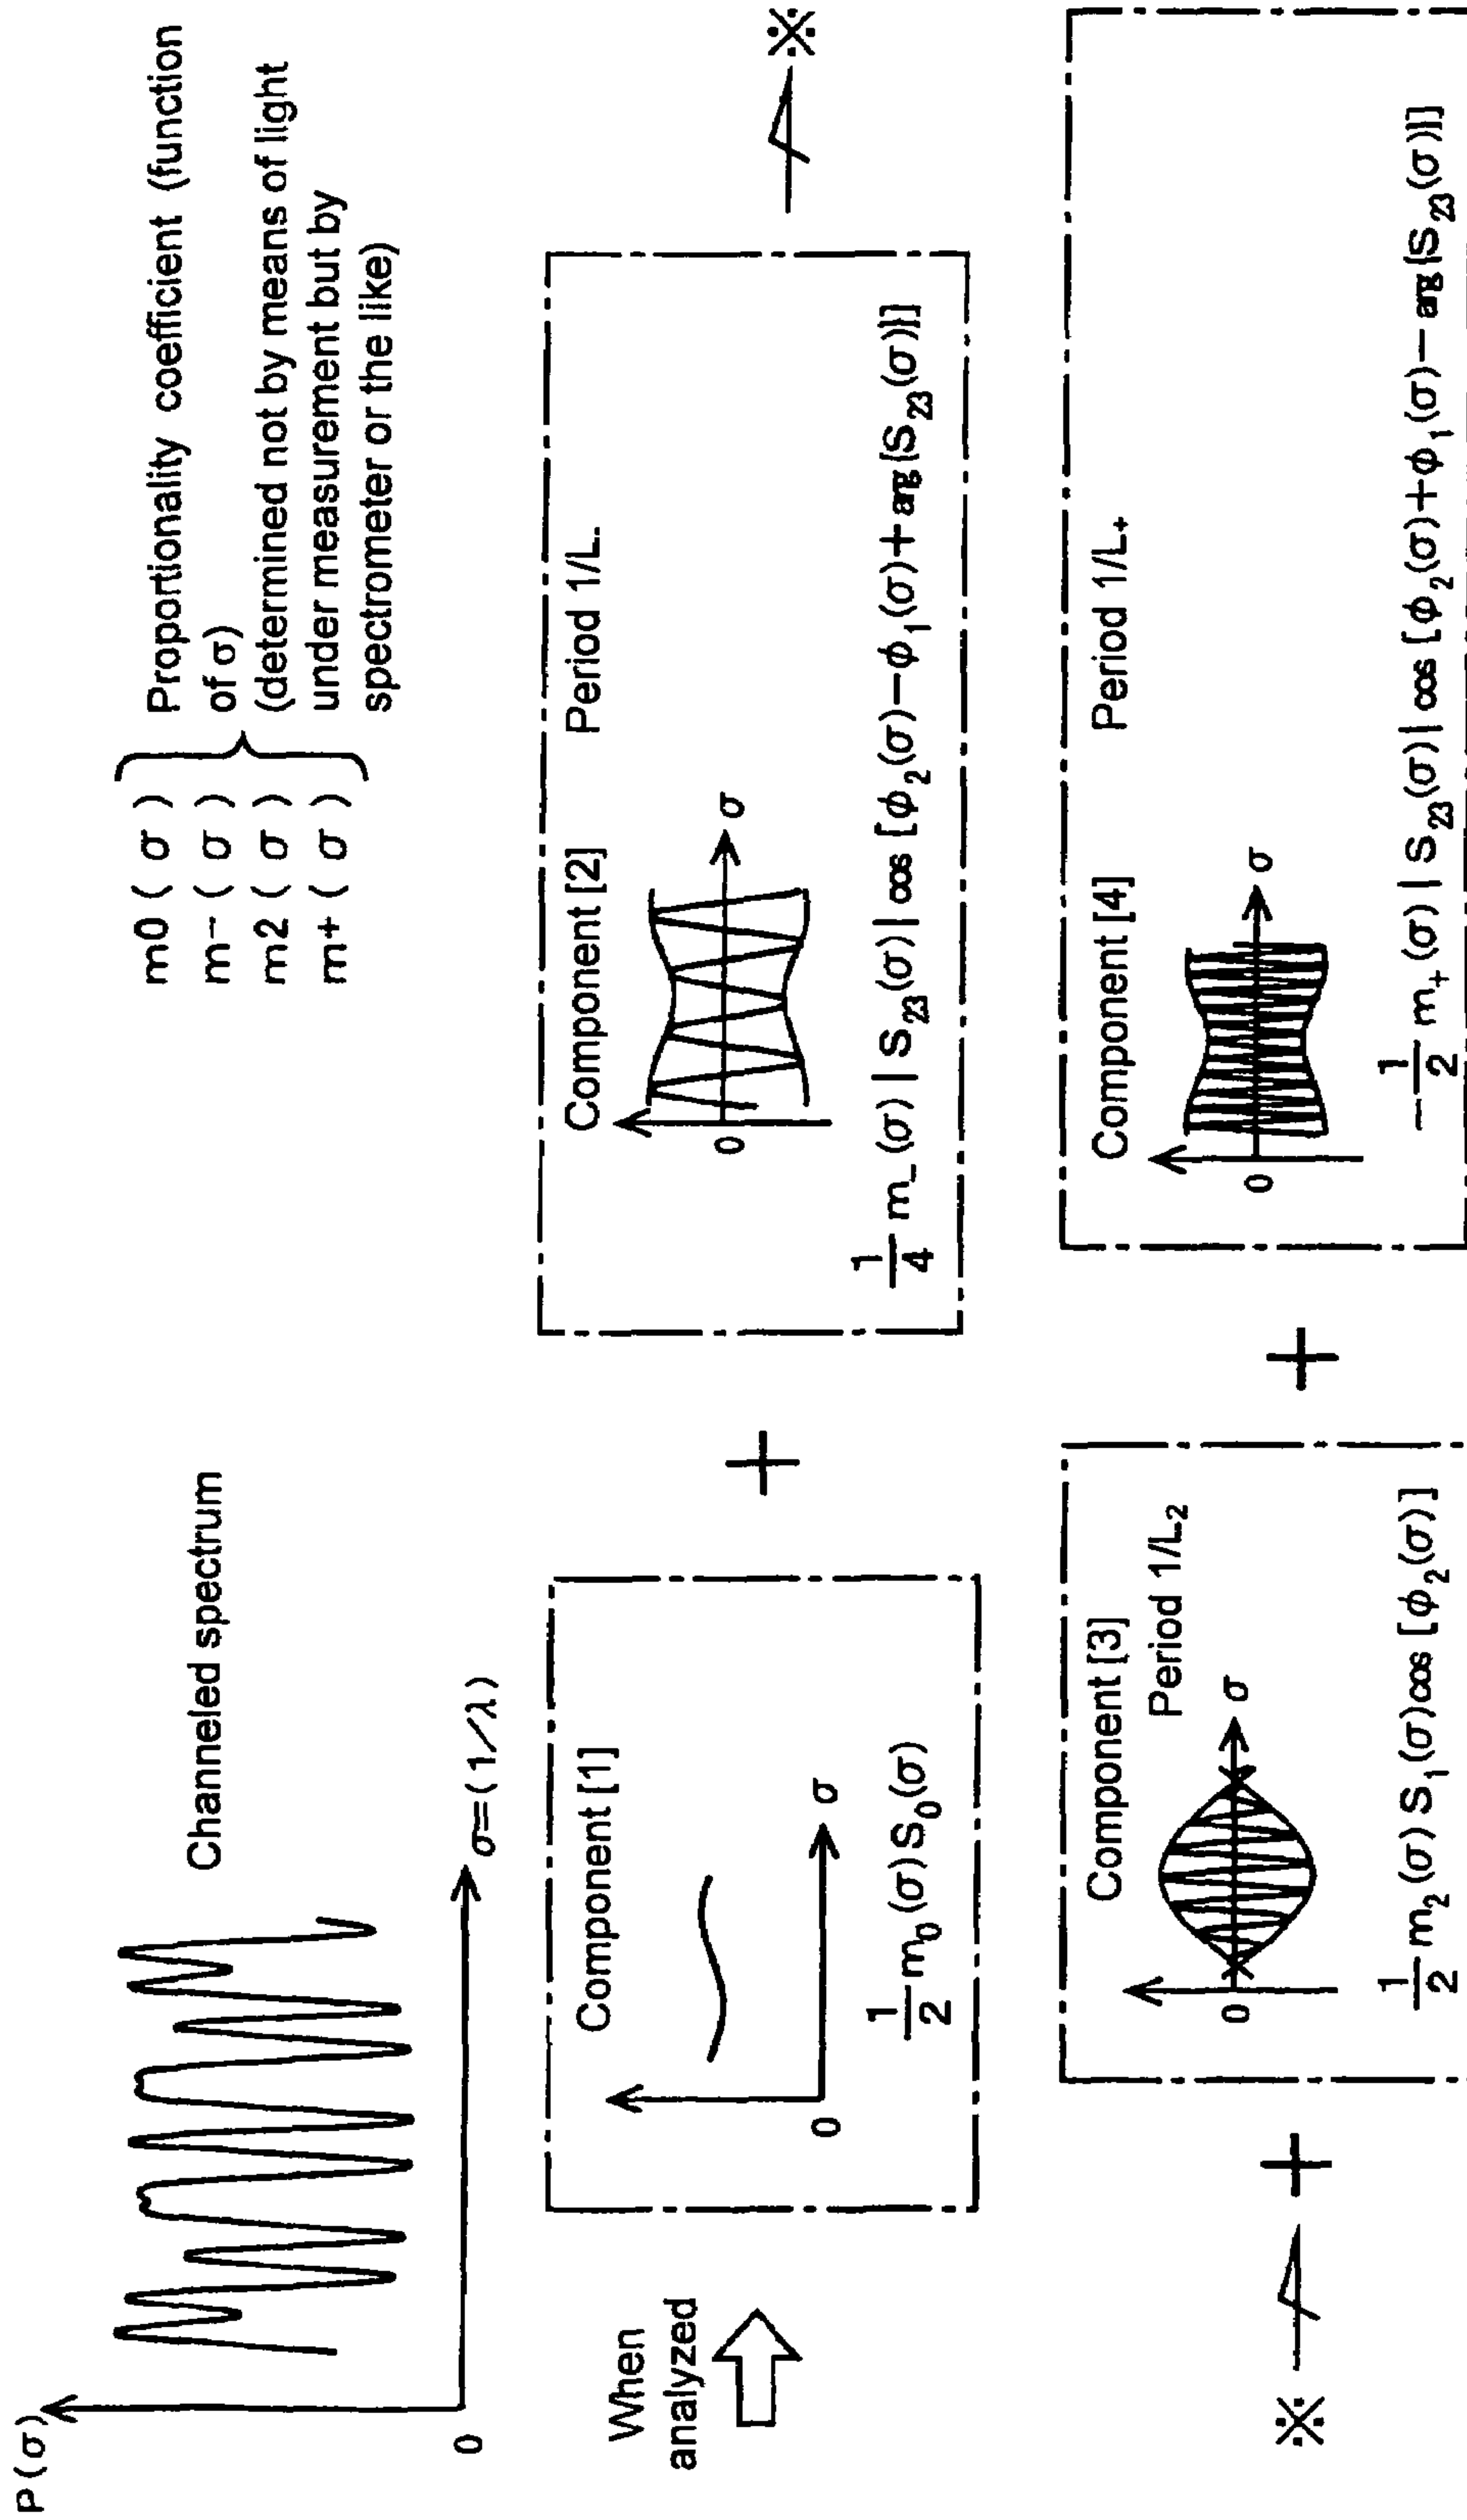 P(σ)
0
σ=(1/λ)
Channeled spectrum
m0 ( σ )
m- ( σ )
m2 ( σ )
m+ ( σ )
Proportionality coefficient (function
of σ)
(determined not by means of light
under measurement but by
spectrometer or the like)
When
analyzed
Component [1]
0
σ
1/2 m₀(σ)S₀(σ)
+
Component [2]
Period 1/L₋
0
σ
1/4 m₋(σ)|S₂₃(σ)|cos[φ₂(σ)−φ₁(σ)+arg{S₂₃(σ)}]
※
※
+
Component [3]
Period 1/L₂
0
σ
1/2 m₂(σ)S₁(σ)cos[φ₂(σ)]
+
Component [4]
Period 1/L₊
0
σ
−1/2 m₊(σ)|S₂₃(σ)|cos[φ₂(σ)+φ₁(σ)−arg{S₂₃(σ)}]